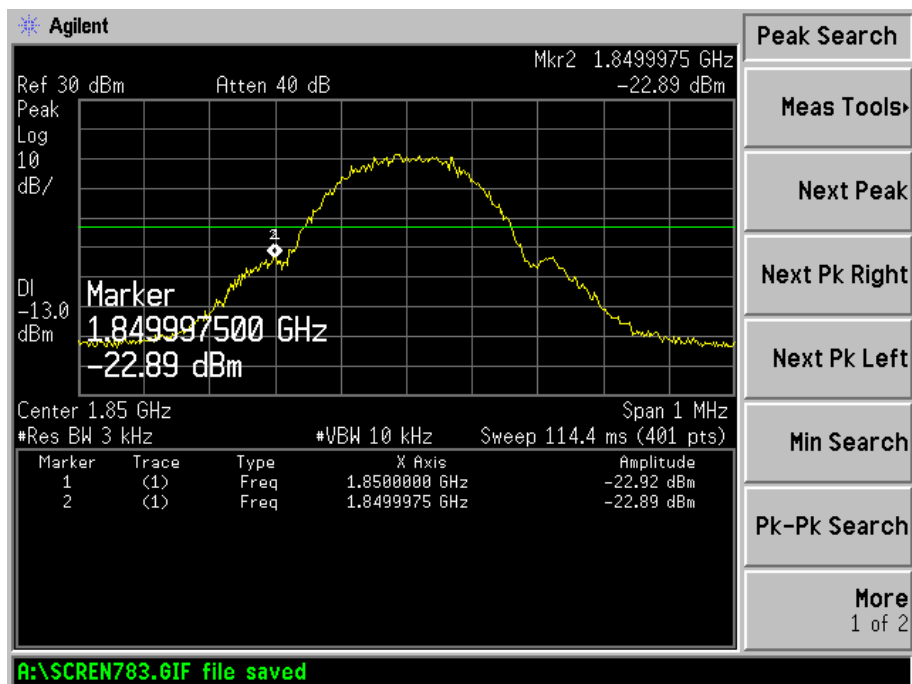 Agilent
Peak Search
Mkr2 1.8499975 GHz
Ref 30 dBm Atten 40 dB -22.89 dBm
Peak
Log
10
dB/
Meas Tools
Next Peak
2
Next Pk Right
DI
-13.0
dBm
Marker
1.849997500 GHz
-22.89 dBm
Next Pk Left
Center 1.85 GHz Span 1 MHz
#Res BW 3 kHz #VBW 10 kHz Sweep 114.4 ms (401 pts)
Min Search
Marker Trace Type X Axis Amplitude
1 (1) Freq 1.8500000 GHz -22.92 dBm
2 (1) Freq 1.8499975 GHz -22.89 dBm
Pk-Pk Search
More
1 of 2
A:\SCREN783.GIF file saved